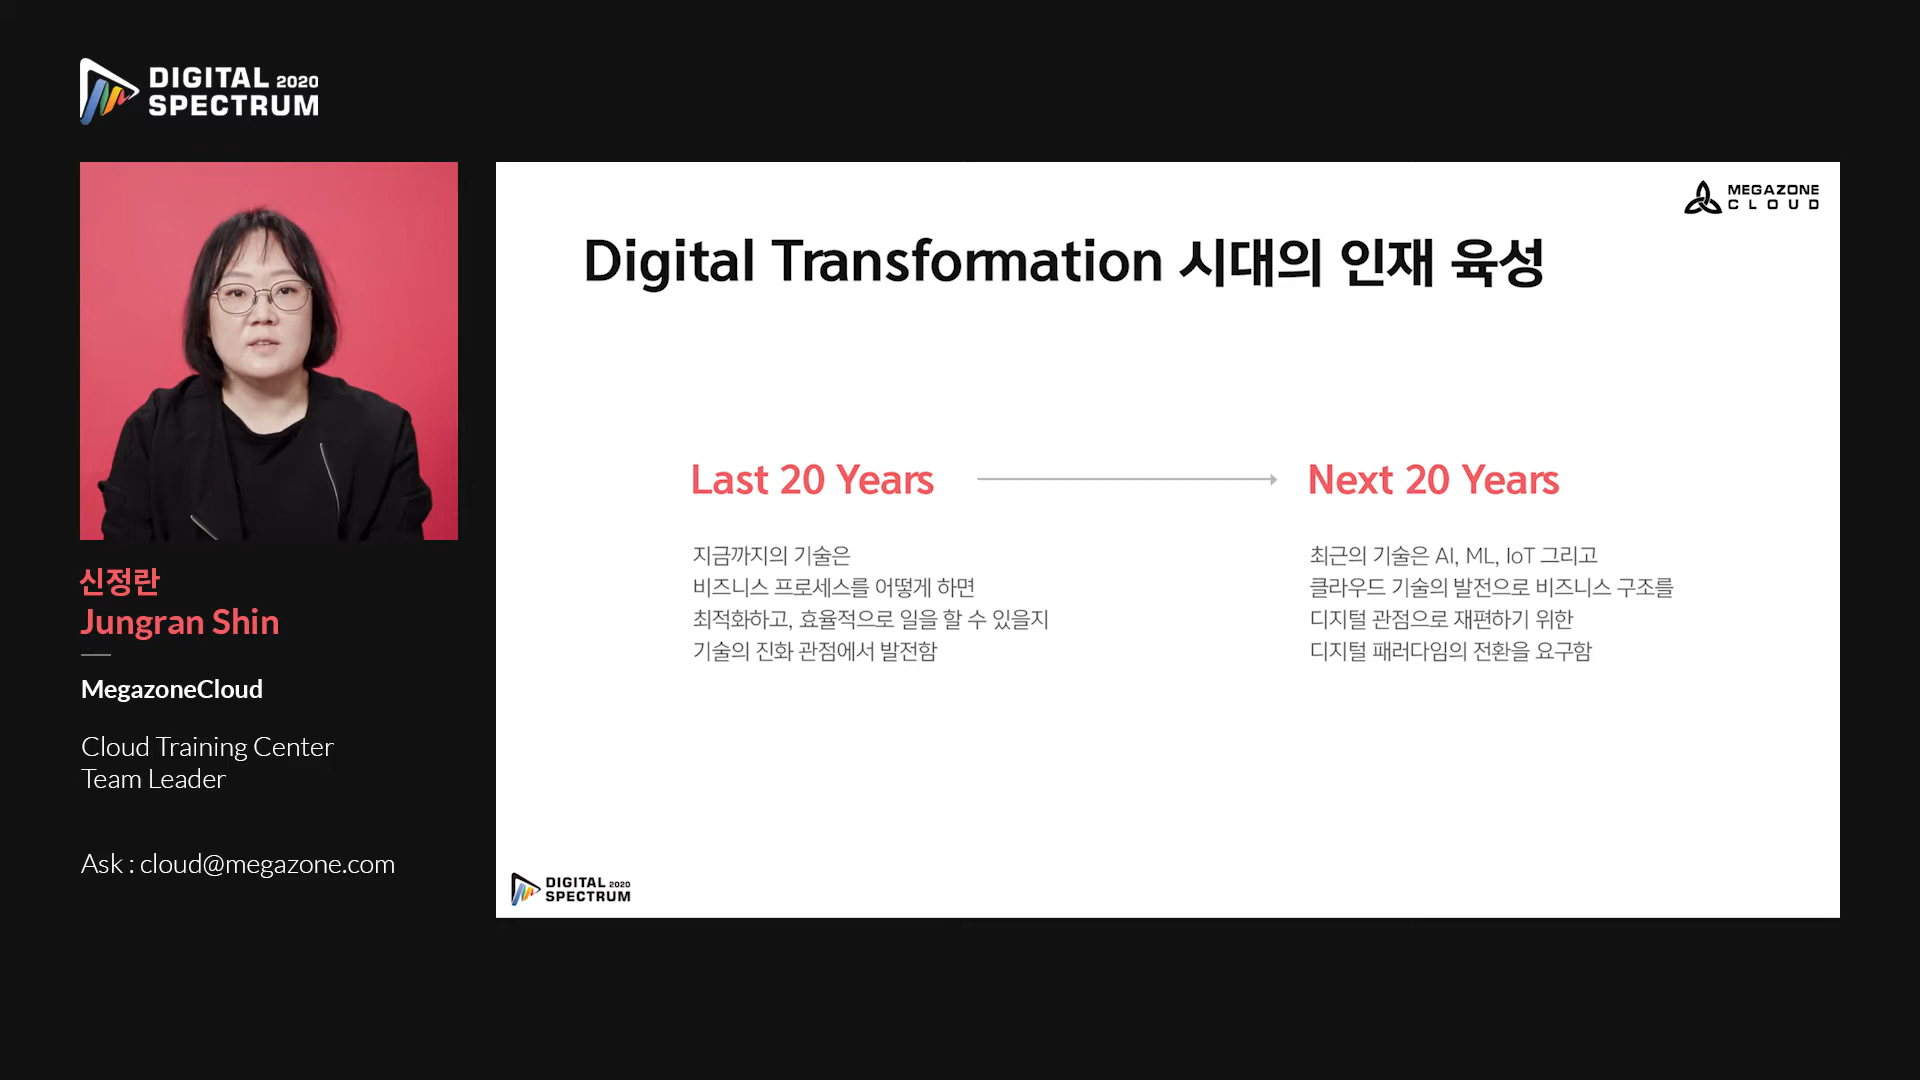 DIGITAL 2020
SPECTRUM
신정란
Jungran Shin
MegazoneCloud
Cloud Training Center
Team Leader
Ask : cloud@megazone.com
MEGAZONE
CLOUD
Digital Transformation 시대의 인재 육성
Last 20 Years
지금까지의 기술은
비즈니스 프로세스를 어떻게 하면
최적화하고, 효율적으로 일을 할 수 있을지
기술의 진화 관점에서 발전함
Next 20 Years
최근의 기술은 AI, ML, IoT 그리고
클라우드 기술의 발전으로 비즈니스 구조를
디지털 관점으로 재편하기 위한
디지털 패러다임의 전환을 요구함
DIGITAL 2020
SPECTRUM